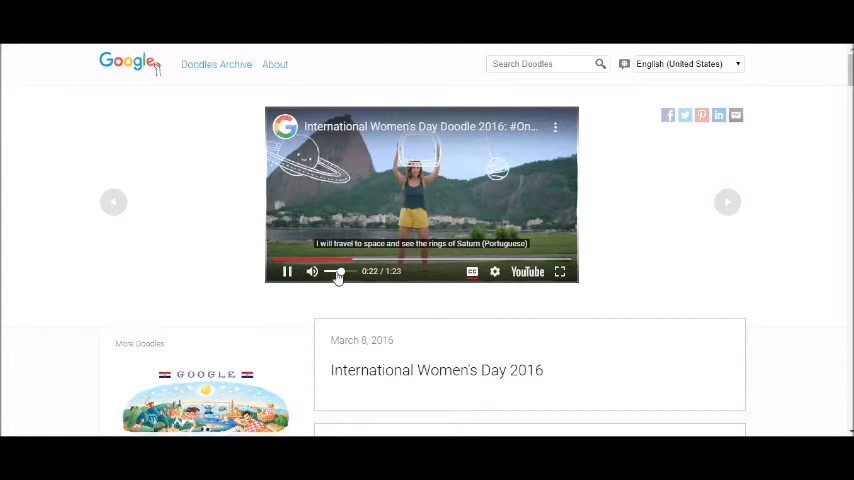 Google
Doodles Archive About
Search Doodles
English (United States)
International Women's Day Doodle 2016: #On...
I will travel to space and see the rings of Saturn (Portuguese)
0:22 / 1:23
CC
YouTube
March 8, 2016
International Women's Day 2016
More Doodles
GOOGLE